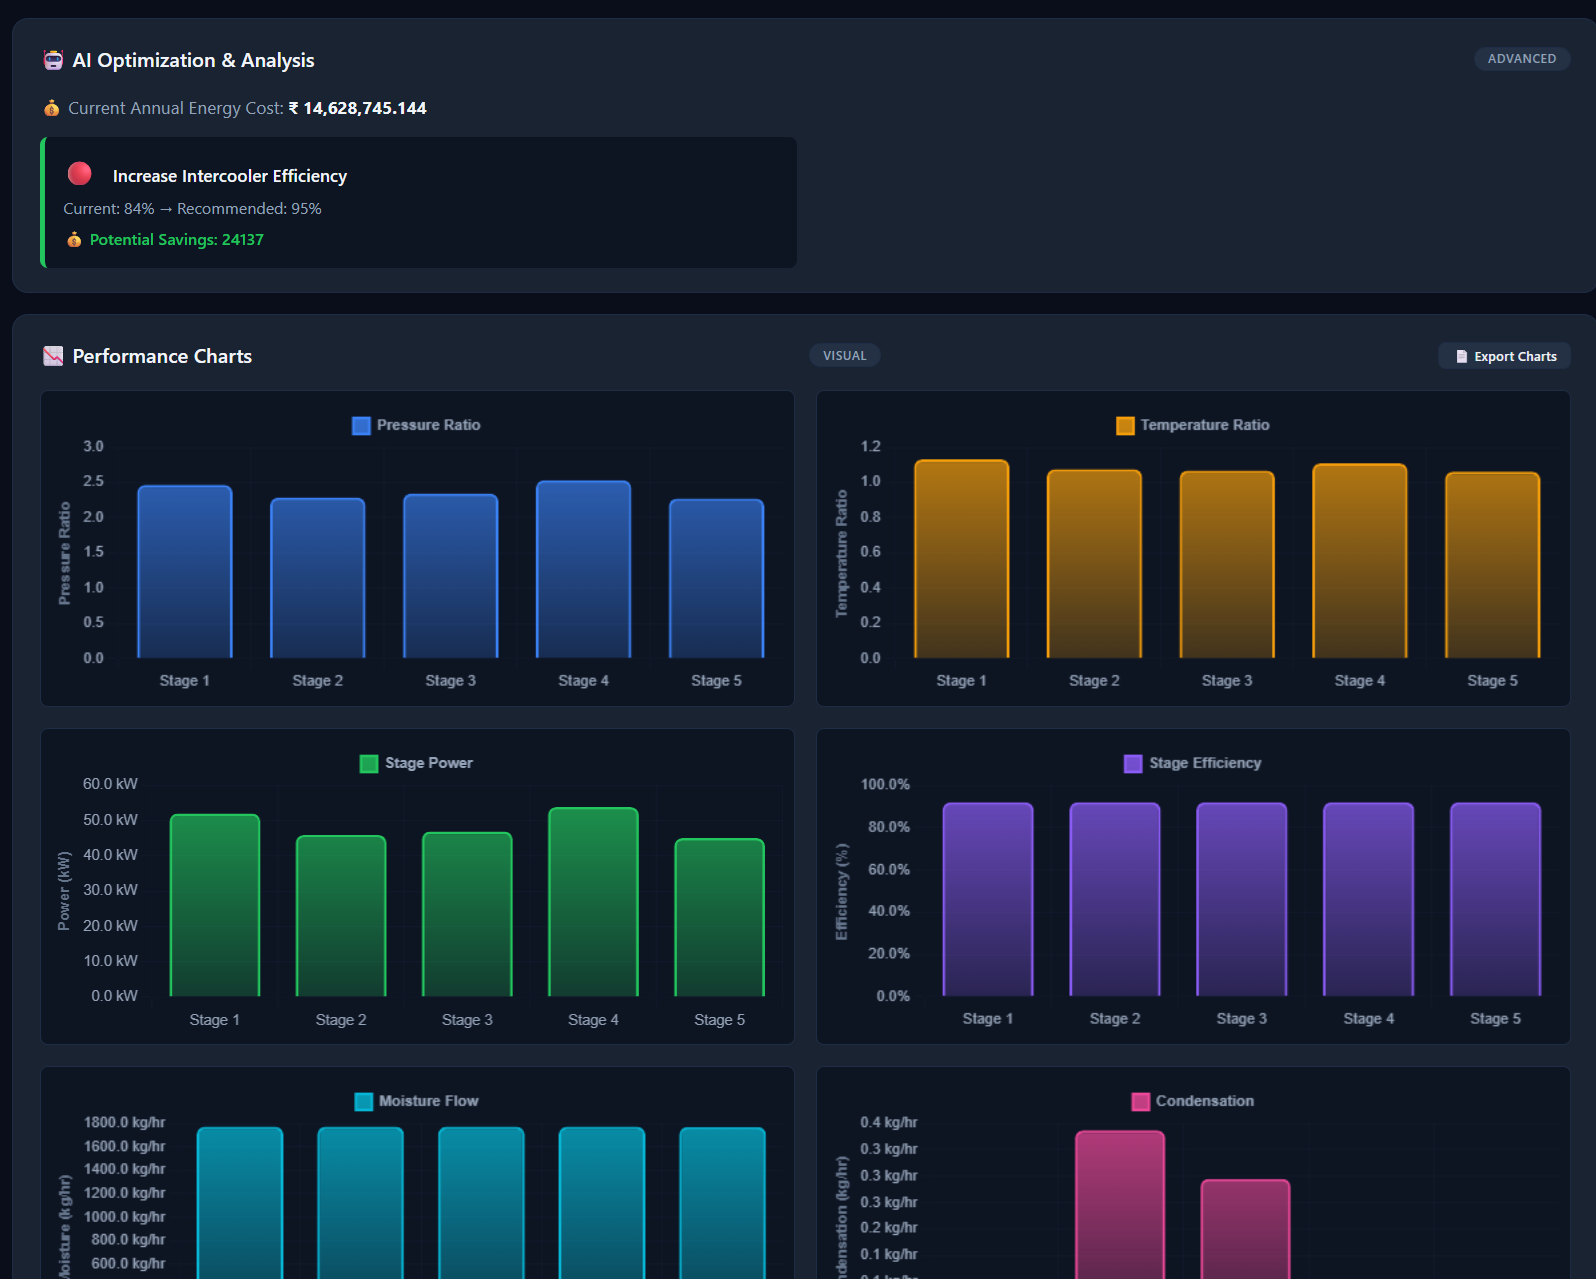 AI Optimization & Analysis
ADVANCED
Current Annual Energy Cost: ₹ 14,628,745.144
Increase Intercooler Efficiency
Current: 84% → Recommended: 95%
Potential Savings: 24137
Performance Charts
VISUAL
Export Charts
Pressure Ratio
3.0
2.5
2.0
1.5
1.0
0.5
0.0
Pressure Ratio
Stage 1 Stage 2 Stage 3 Stage 4 Stage 5
Temperature Ratio
1.2
1.0
0.8
0.6
0.4
0.2
0.0
Temperature Ratio
Stage 1 Stage 2 Stage 3 Stage 4 Stage 5
Stage Power
60.0 kW
50.0 kW
40.0 kW
30.0 kW
20.0 kW
10.0 kW
0.0 kW
Power (kW)
Stage 1 Stage 2 Stage 3 Stage 4 Stage 5
Stage Efficiency
100.0%
80.0%
60.0%
40.0%
20.0%
0.0%
Efficiency (%)
Stage 1 Stage 2 Stage 3 Stage 4 Stage 5
Moisture Flow
1800.0 kg/hr
1600.0 kg/hr
1400.0 kg/hr
1200.0 kg/hr
1000.0 kg/hr
800.0 kg/hr
600.0 kg/hr
Moisture (kg/hr)
Condensation
0.4 kg/hr
0.3 kg/hr
0.3 kg/hr
0.3 kg/hr
0.2 kg/hr
0.1 kg/hr
ndensation (kg/hr)